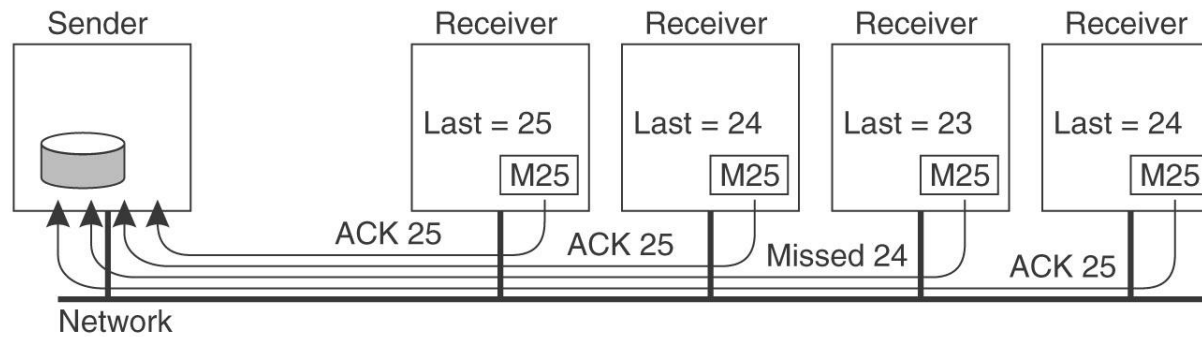 Sender
Receiver
Receiver
Receiver
Receiver
Last = 25
Last = 24
Last = 23
Last = 24
M25
M25
M25
M25
ACK 25
ACK 25
Missed 24
ACK 25
Network